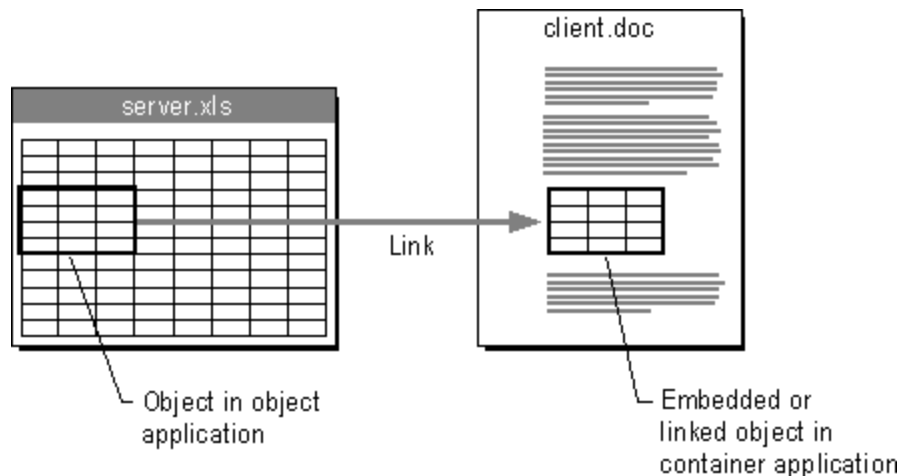 client.doc
server.xls
Link
Object in object
application
Embedded or
linked object in
container application